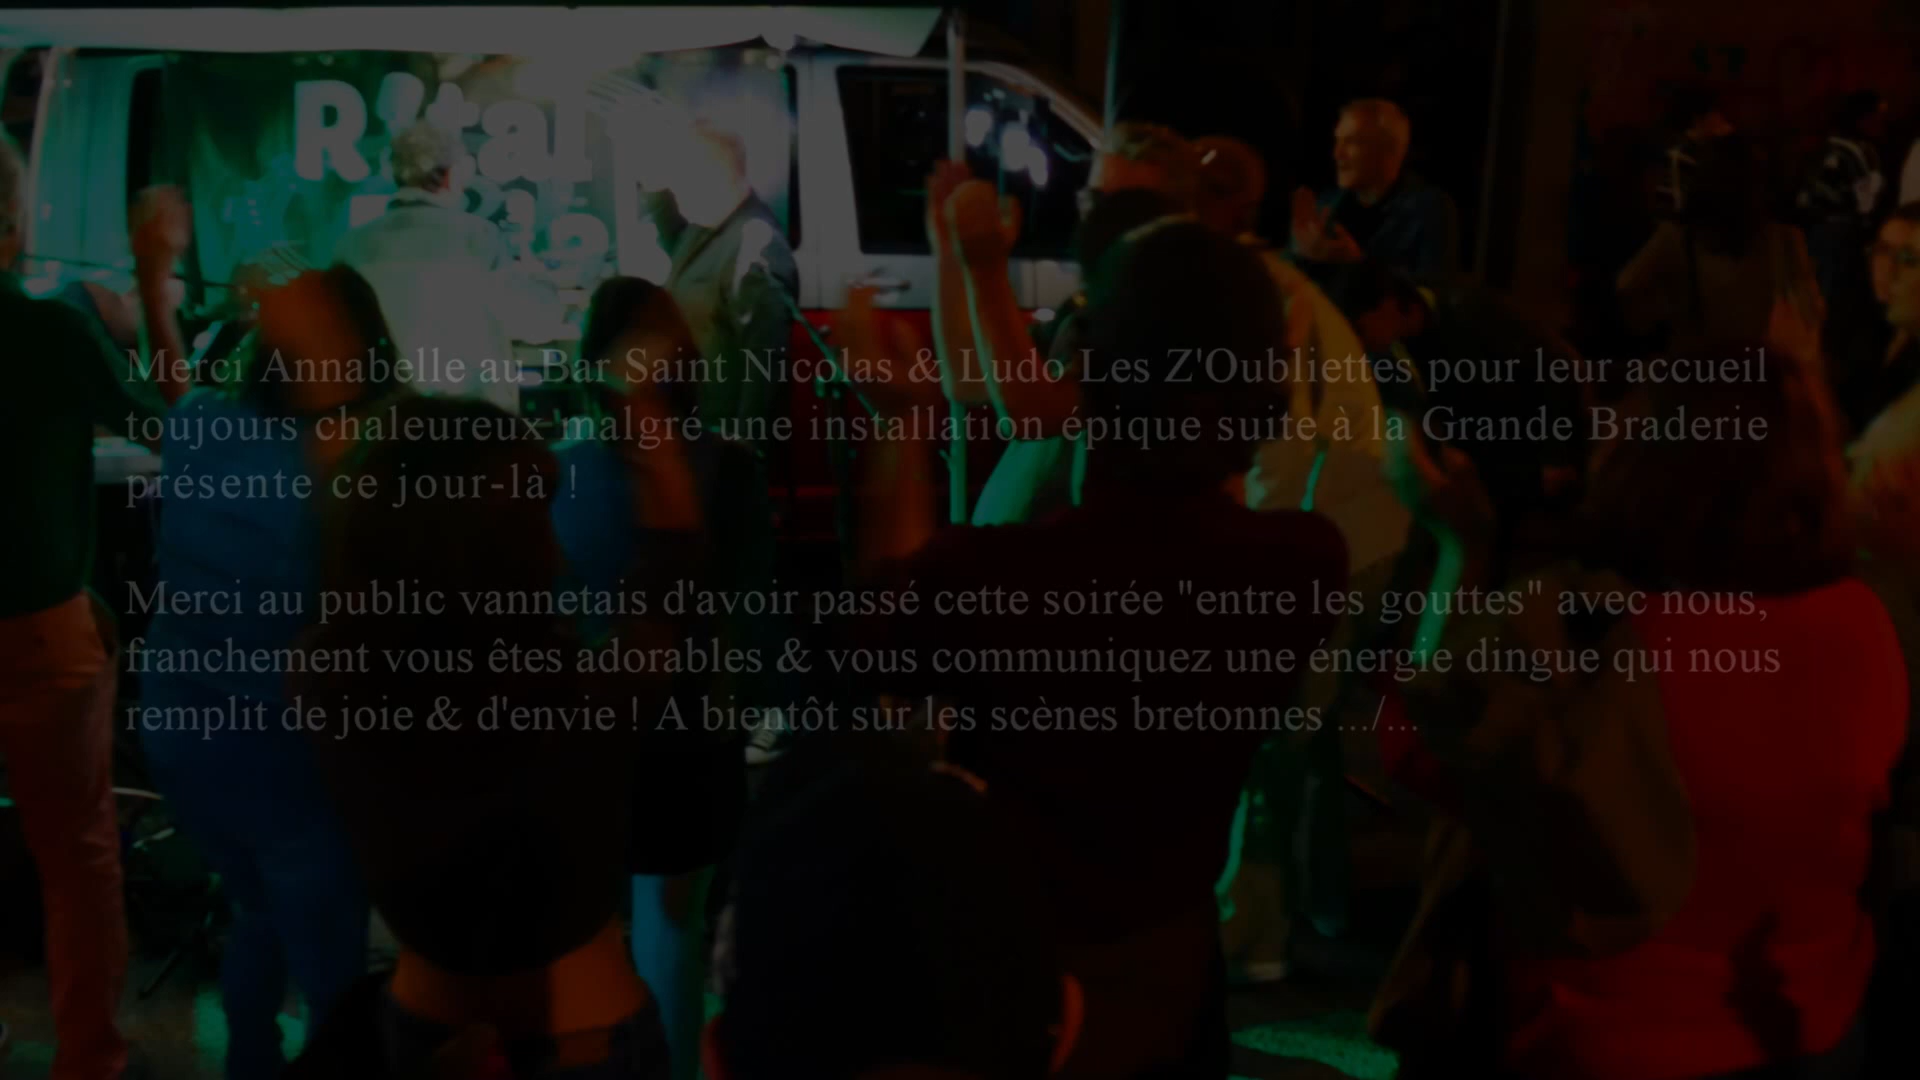 R'tal
Merci Annabelle au Bar Saint Nicolas & Ludo Les Z'Oubliettes pour leur accueil
toujours chaleureux malgré une installation épique suite à la Grande Braderie
présente ce jour-là !
Merci au public vannetais d'avoir passé cette soirée "entre les gouttes" avec nous,
franchement vous êtes adorables & vous communiquez une énergie dingue qui nous
remplit de joie & d'envie ! A bientôt sur les scènes bretonnes .../...